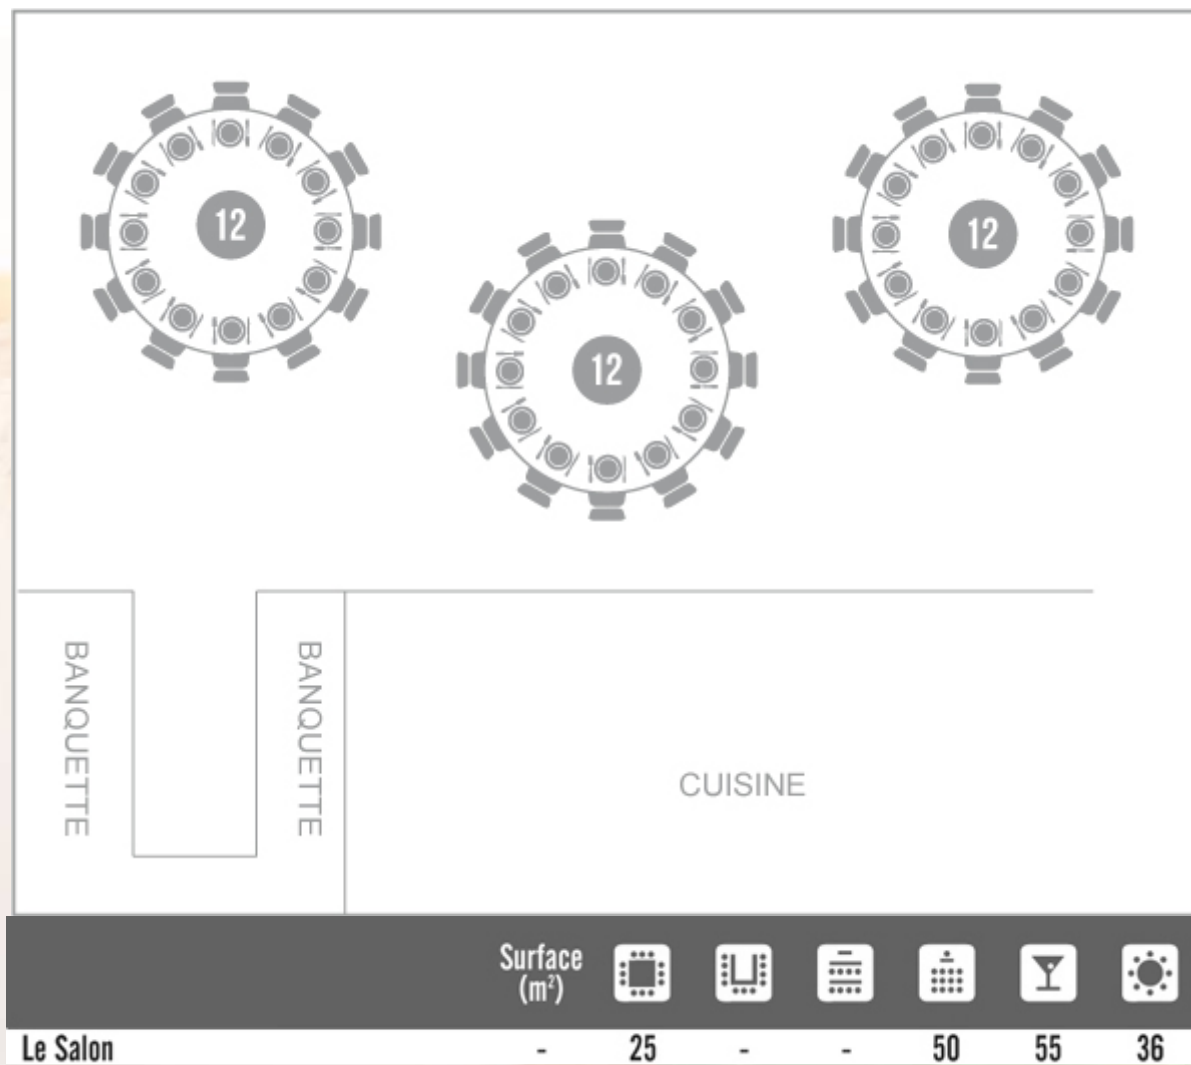 12
12
12
BANQUETTE
BANQUETTE
CUISINE
Surface
(m²)
Le Salon - 25 - - 50 55 36